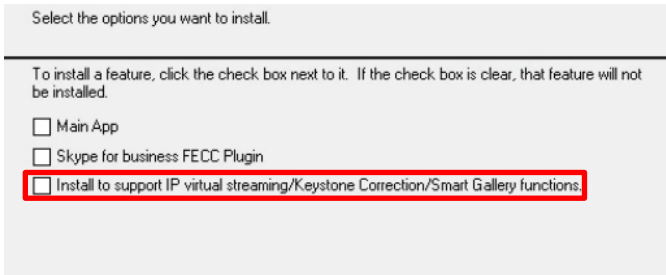 Select the options you want to install.
To install a feature, click the check box next to it. If the check box is clear, that feature will not
be installed.
Main App
Skype for business FECC Plugin
Install to support IP virtual streaming/Keystone Correction/Smart Gallery functions.